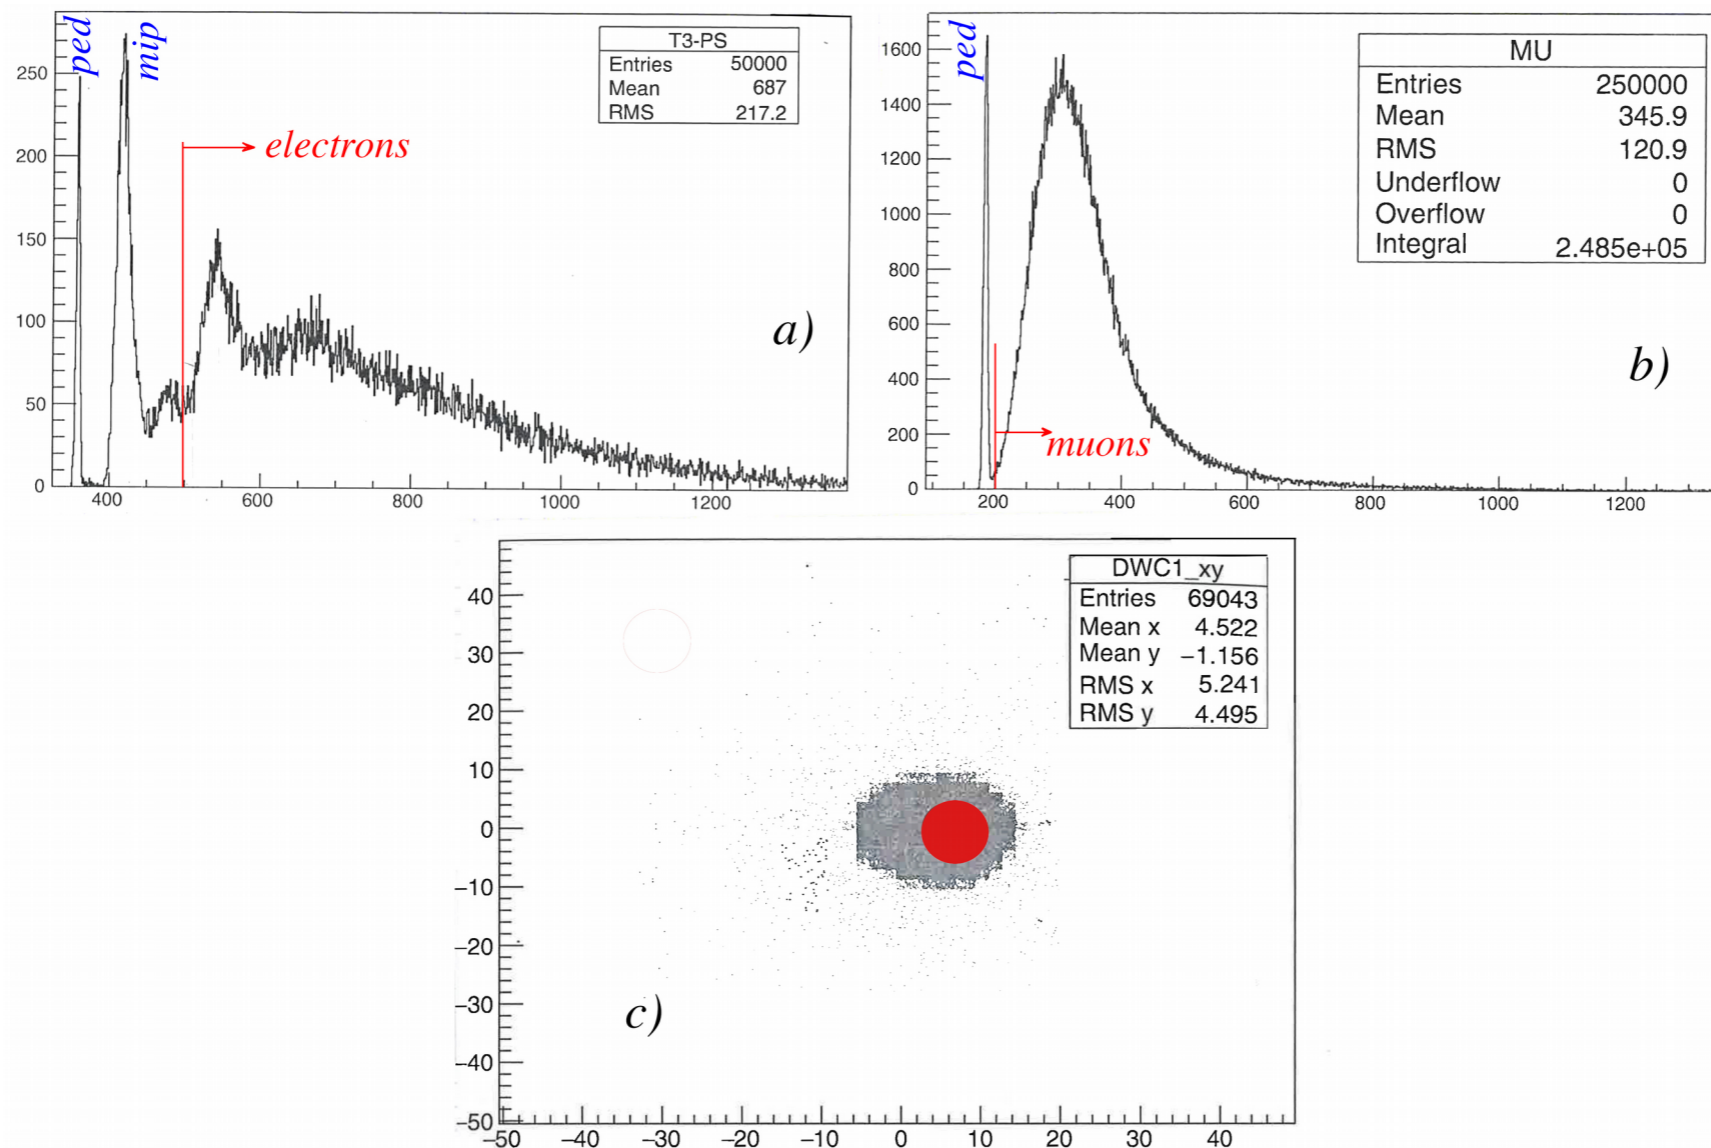 ped
mip
T3-PS
Entries 50000
Mean 687
RMS 217.2
electrons
a)
250
200
150
100
50
0
400 600 800 1000 1200
ped
MU
Entries 250000
Mean 345.9
RMS 120.9
Underflow 0
Overflow 0
Integral 2.485e+05
muons
b)
1600
1400
1200
1000
800
600
400
200
0
200 400 600 800 1000 1200
DWC1_xy
Entries 69043
Mean x 4.522
Mean y −1.156
RMS x 5.241
RMS y 4.495
c)
40
30
20
10
0
−10
−20
−30
−40
−50
−50 −40 −30 −20 −10 0 10 20 30 40